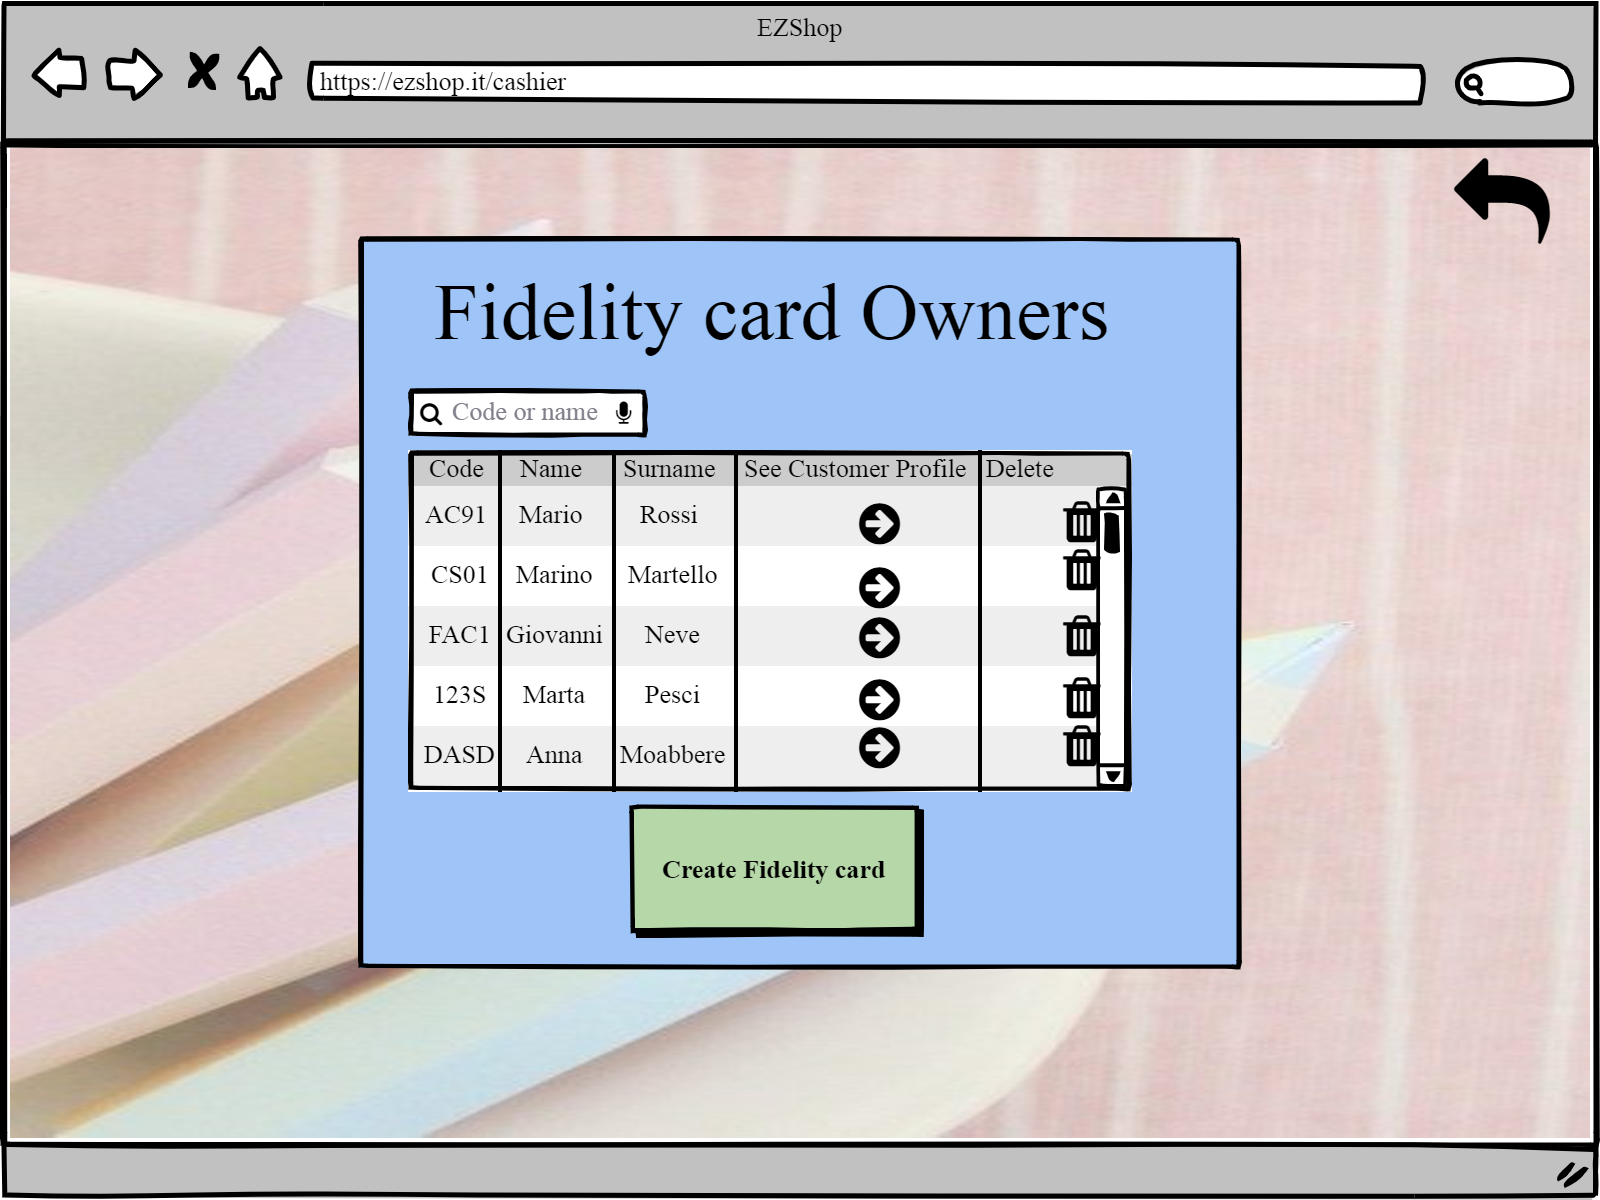 EZShop
https://ezshop.it/cashier
Fidelity card Owners
Code or name
Code Name Surname See Customer Profile Delete
AC91 Mario Rossi
CS01 Marino Martello
FAC1 Giovanni Neve
123S Marta Pesci
DASD Anna Moabbere
Create Fidelity card